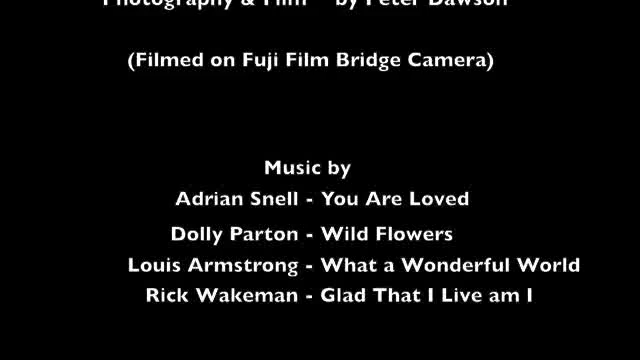 Photography & Film by Peter Dawson
(Filmed on Fuji Film Bridge Camera)
Music by
Adrian Snell - You Are Loved
Dolly Parton - Wild Flowers
Louis Armstrong - What a Wonderful World
Rick Wakeman - Glad That I Live am I